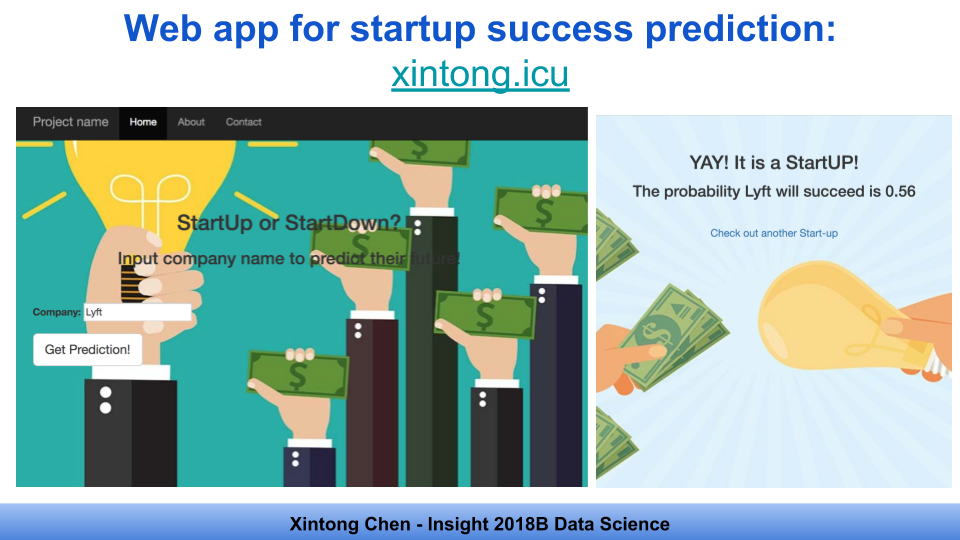 Web app for startup success prediction:
xintong.icu
Project name Home About Contact
StartUp or StartDown?
Input company name to predict their future!
Company: Lyft
Get Prediction!
YAY! It is a StartUP!
The probability Lyft will succeed is 0.56
Check out another Start-up
Xintong Chen - Insight 2018B Data Science